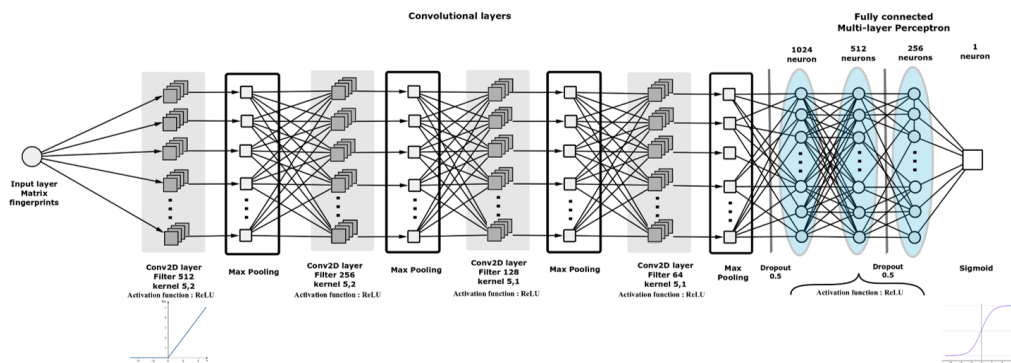 Convolutional layers
Fully connected
Multi-layer Perceptron
1024
neuron
512
neurons
256
neurons
1
neuron
Input layer
Matrix
fingerprints
Conv2D layer
Filter 512
kernel 5,2
Activation function : ReLU
Max Pooling
Conv2D layer
Filter 256
kernel 5,2
Activation function : ReLU
Max Pooling
Conv2D layer
Filter 128
kernel 5,1
Activation function : ReLU
Max Pooling
Conv2D layer
Filter 64
kernel 5,1
Activation function : ReLU
Max
Pooling
Dropout
0.5
Dropout
0.5
Activation function : ReLU
Sigmoid